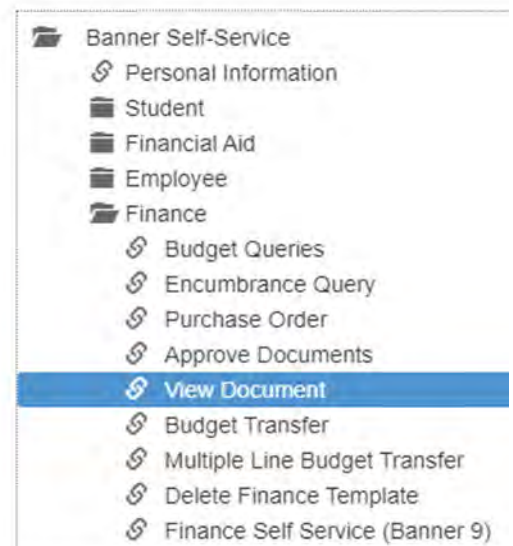 Banner Self-Service
Personal Information
Student
Financial Aid
Employee
Finance
Budget Queries
Encumbrance Query
Purchase Order
Approve Documents
View Document
Budget Transfer
Multiple Line Budget Transfer
Delete Finance Template
Finance Self Service (Banner 9)